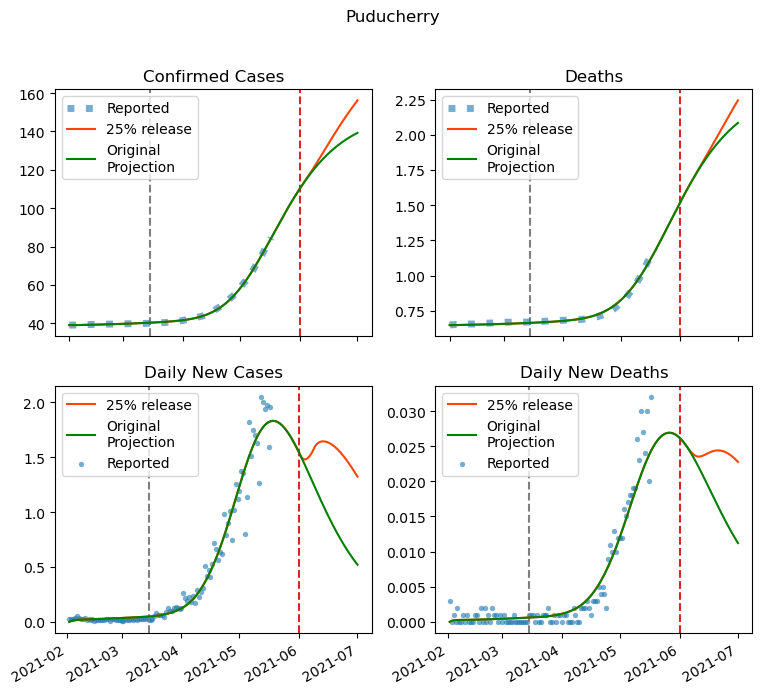 Puducherry
Confirmed Cases
Reported
25% release
Original
Projection
160
140
120
100
80
60
40
Deaths
Reported
25% release
Original
Projection
2.25
2.00
1.75
1.50
1.25
1.00
0.75
Daily New Cases
25% release
Original
Projection
Reported
2.0
1.5
1.0
0.5
0.0
2021-02
2021-03
2021-04
2021-05
2021-06
2021-07
Daily New Deaths
25% release
Original
Projection
Reported
0.030
0.025
0.020
0.015
0.010
0.005
0.000
2021-02
2021-03
2021-04
2021-05
2021-06
2021-07